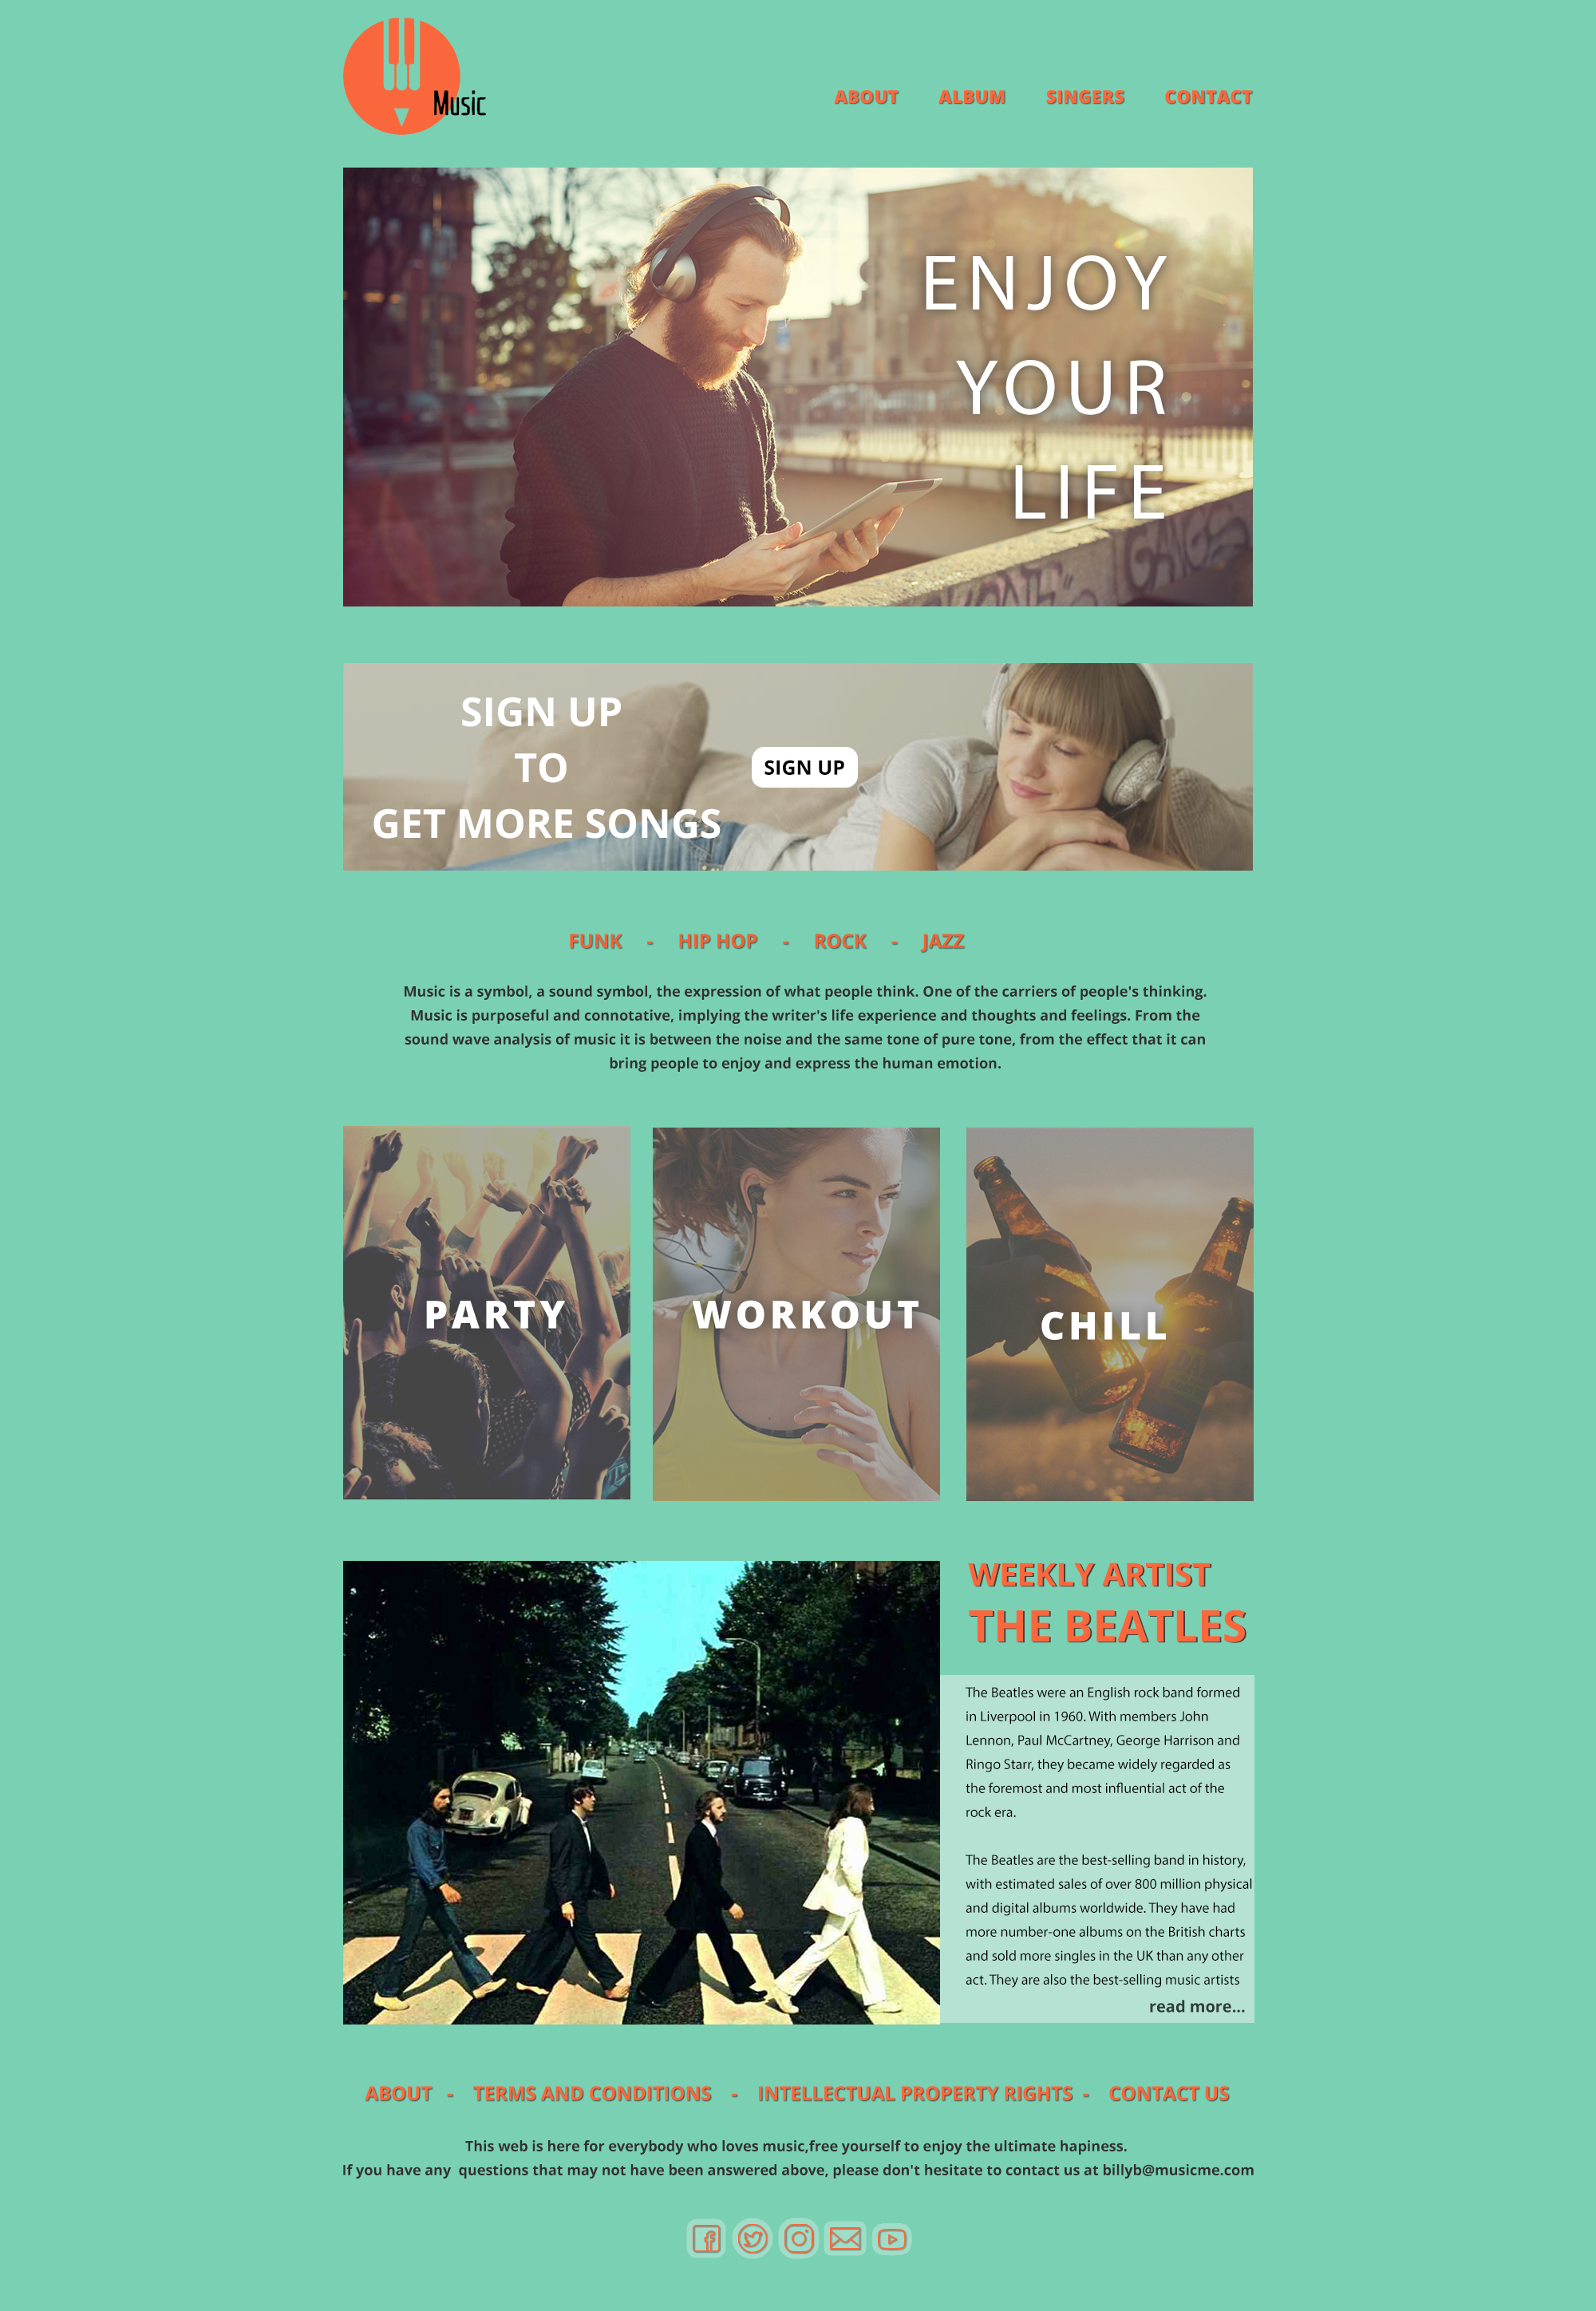 Music
ABOUT ALBUM SINGERS CONTACT
ENJOY
YOUR
LIFE
SIGN UP
TO
GET MORE SONGS
SIGN UP
FUNK - HIP HOP - ROCK - JAZZ
Music is a symbol, a sound symbol, the expression of what people think. One of the carriers of people's thinking.
Music is purposeful and connotative, implying the writer's life experience and thoughts and feelings. From the
sound wave analysis of music it is between the noise and the same tone of pure tone, from the effect that it can
bring people to enjoy and express the human emotion.
PARTY
WORKOUT
CHILL
WEEKLY ARTIST
THE BEATLES
The Beatles were an English rock band formed
in Liverpool in 1960. With members John
Lennon, Paul McCartney, George Harrison and
Ringo Starr, they became widely regarded as
the foremost and most influential act of the
rock era.
The Beatles are the best-selling band in history,
with estimated sales of over 800 million physical
and digital albums worldwide. They have had
more number-one albums on the British charts
and sold more singles in the UK than any other
act. They are also the best-selling music artists
read more...
ABOUT - TERMS AND CONDITIONS - INTELLECTUAL PROPERTY RIGHTS - CONTACT US
This web is here for everybody who loves music,free yourself to enjoy the ultimate hapiness.
If you have any questions that may not have been answered above, please don't hesitate to contact us at billyb@musicme.com